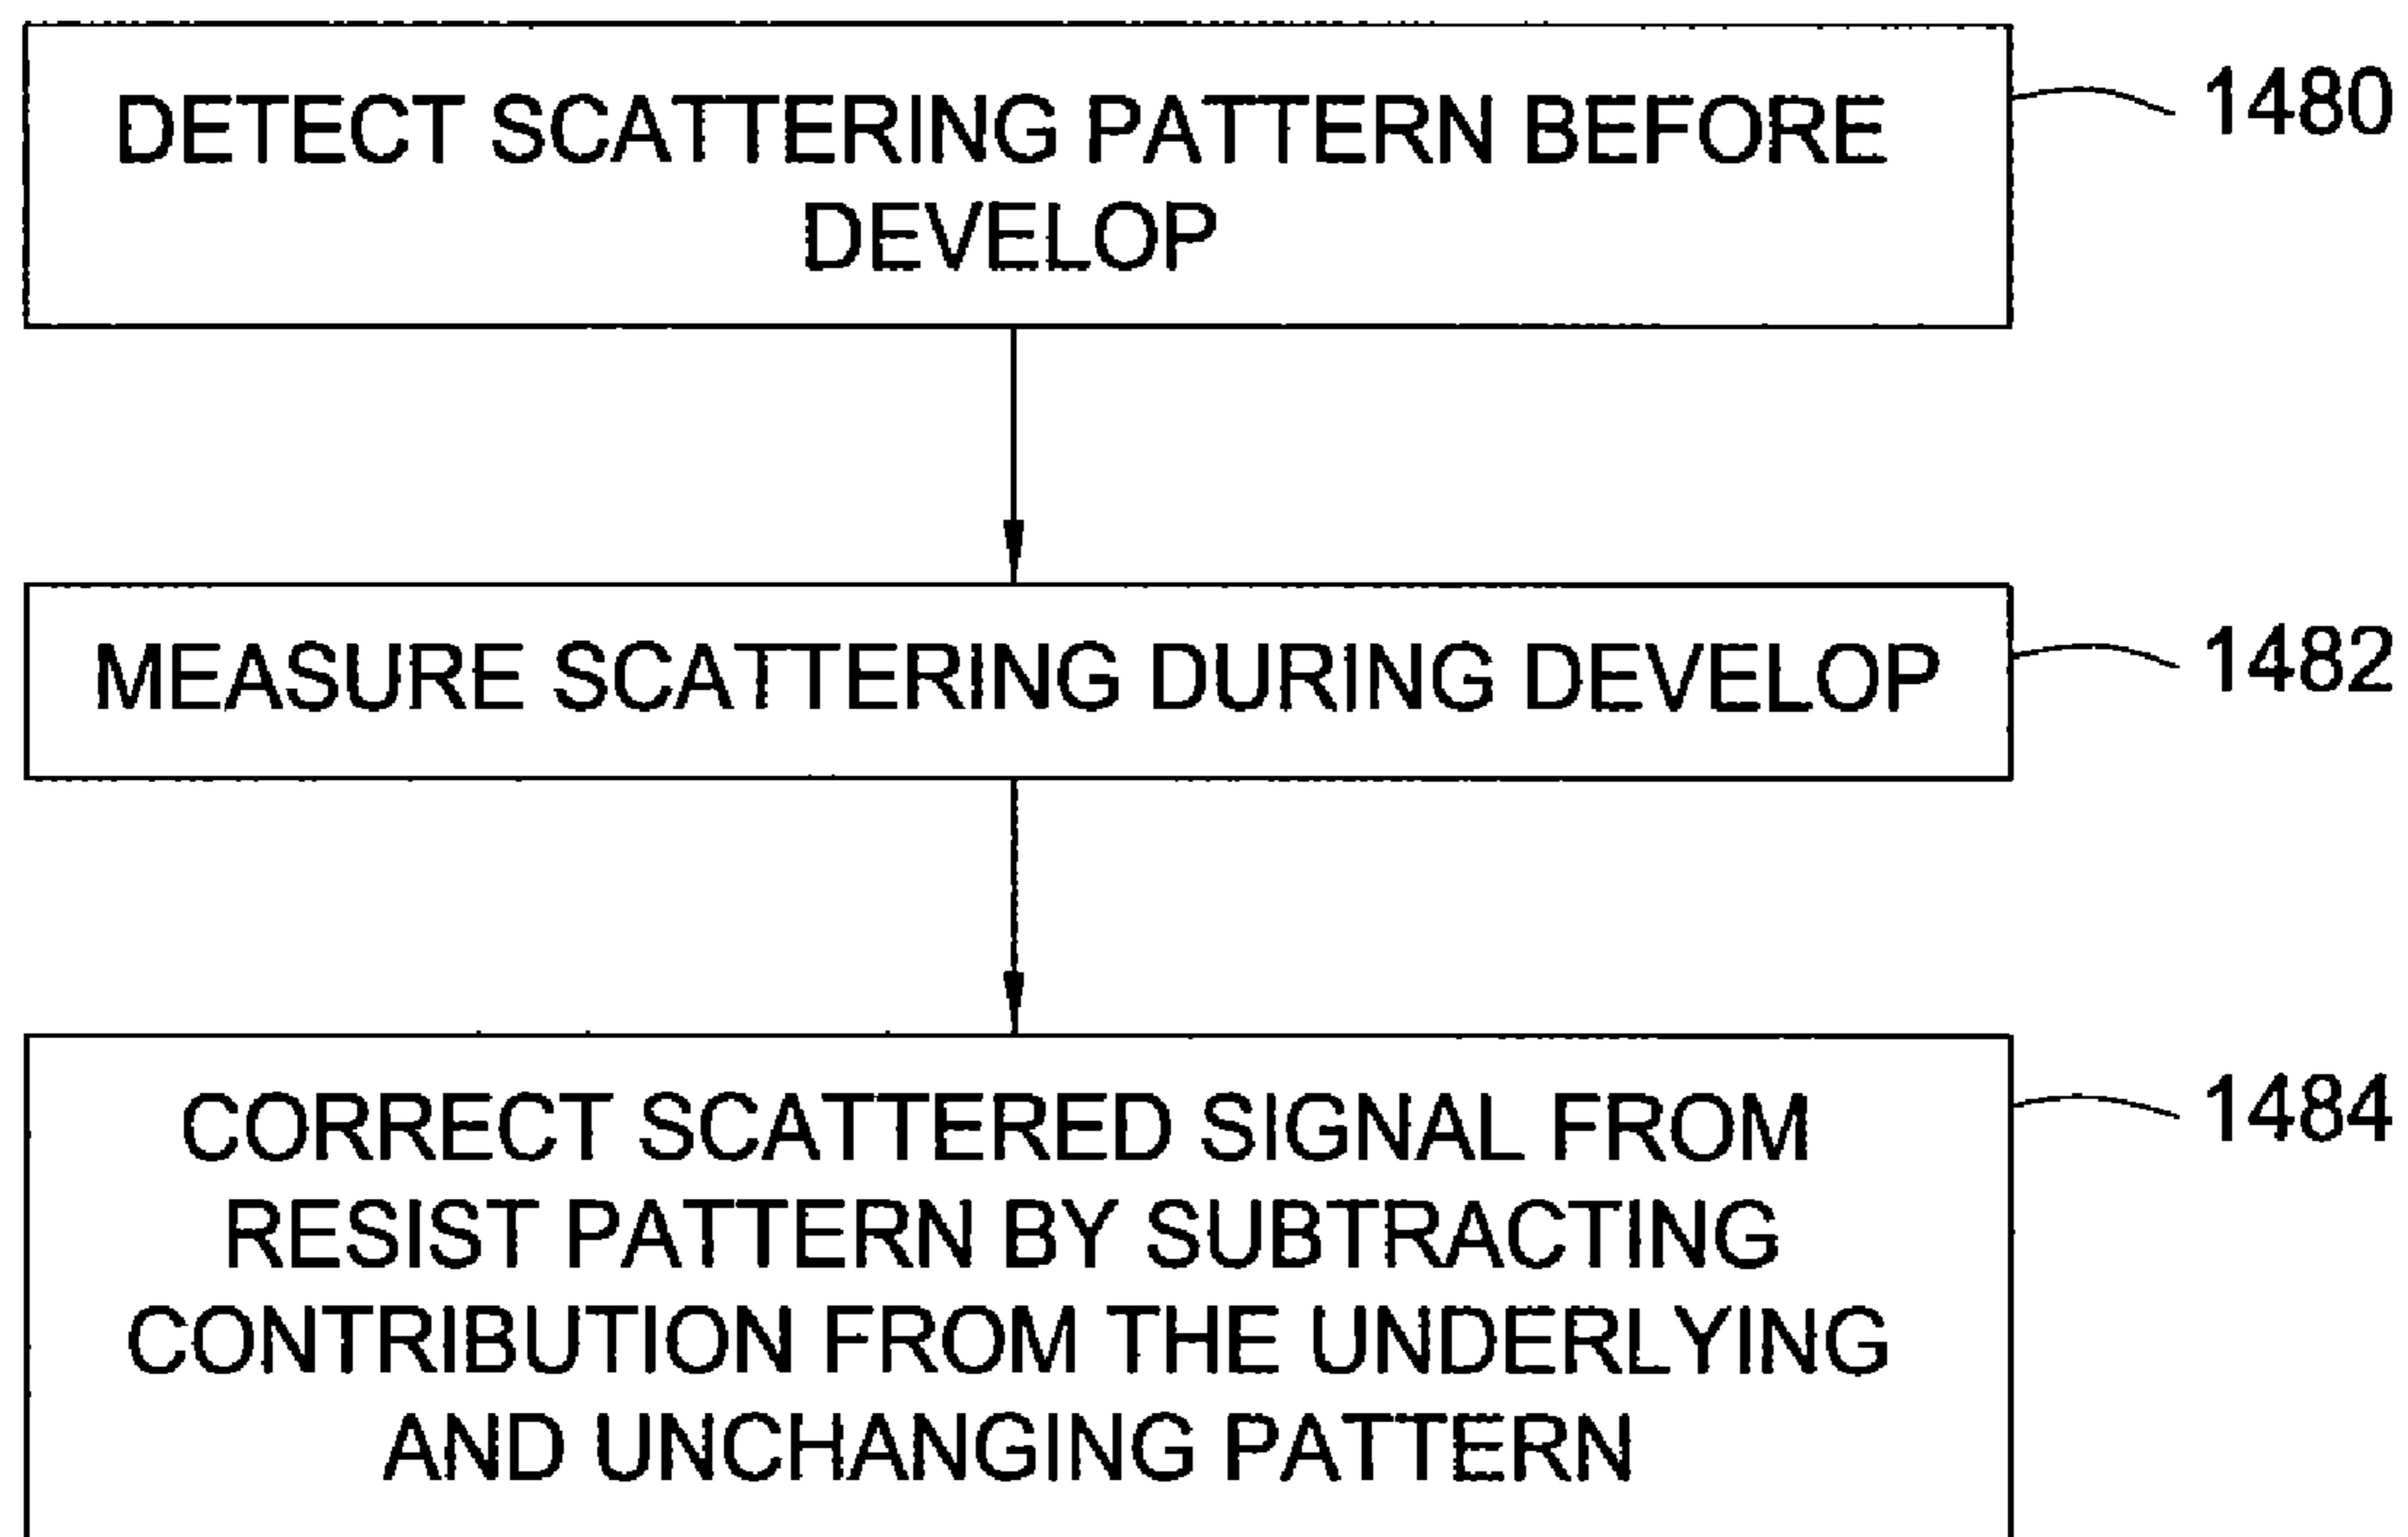 DETECT SCATTERING PATTERN BEFORE
DEVELOP
1480
MEASURE SCATTERING DURING DEVELOP
1482
CORRECT SCATTERED SIGNAL FROM
RESIST PATTERN BY SUBTRACTING
CONTRIBUTION FROM THE UNDERLYING
AND UNCHANGING PATTERN
1484